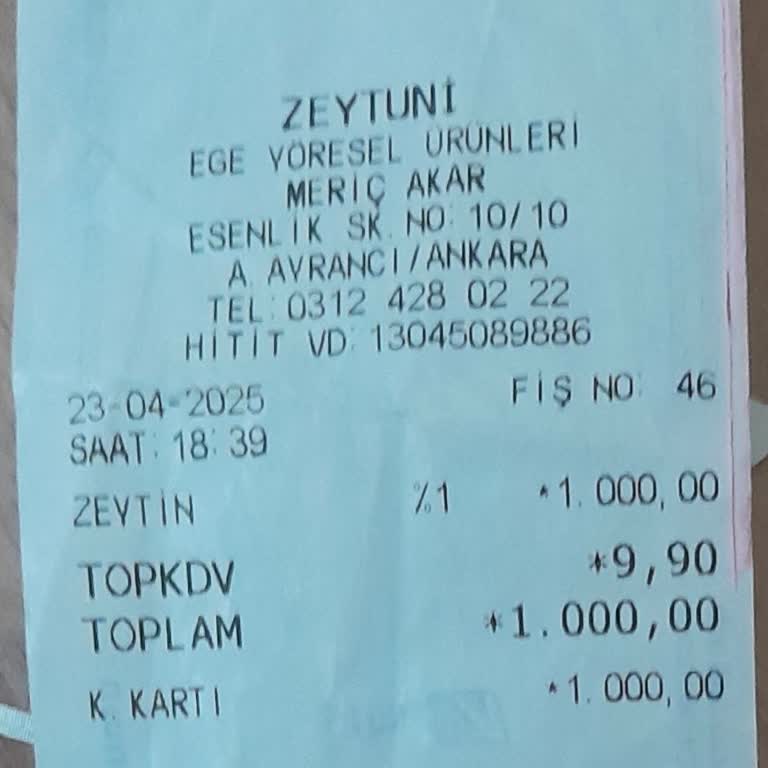 ZEYTUNİ
EGE YÖRESEL ÜRÜNLERİ
MERİÇ AKAR
ESENLİK SK. NO: 10/10
A. AYRANCI/ANKARA
TEL: 0312 428 02 22
HİTİT VD: 13045089886
23-04-2025 FİŞ NO: 46
SAAT: 18:39
ZEYTİN %1 *1.000,00
TOPKDV *9,90
TOPLAM *1.000,00
K. KARTI *1.000,00